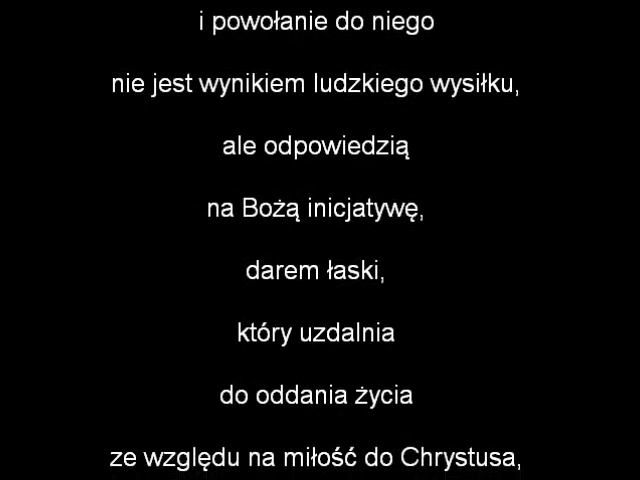 i powołanie do niego
nie jest wynikiem ludzkiego wysiłku,
ale odpowiedzią
na Bożą inicjatywę,
darem łaski,
który uzdalnia
do oddania życia
ze względu na miłość do Chrystusa,